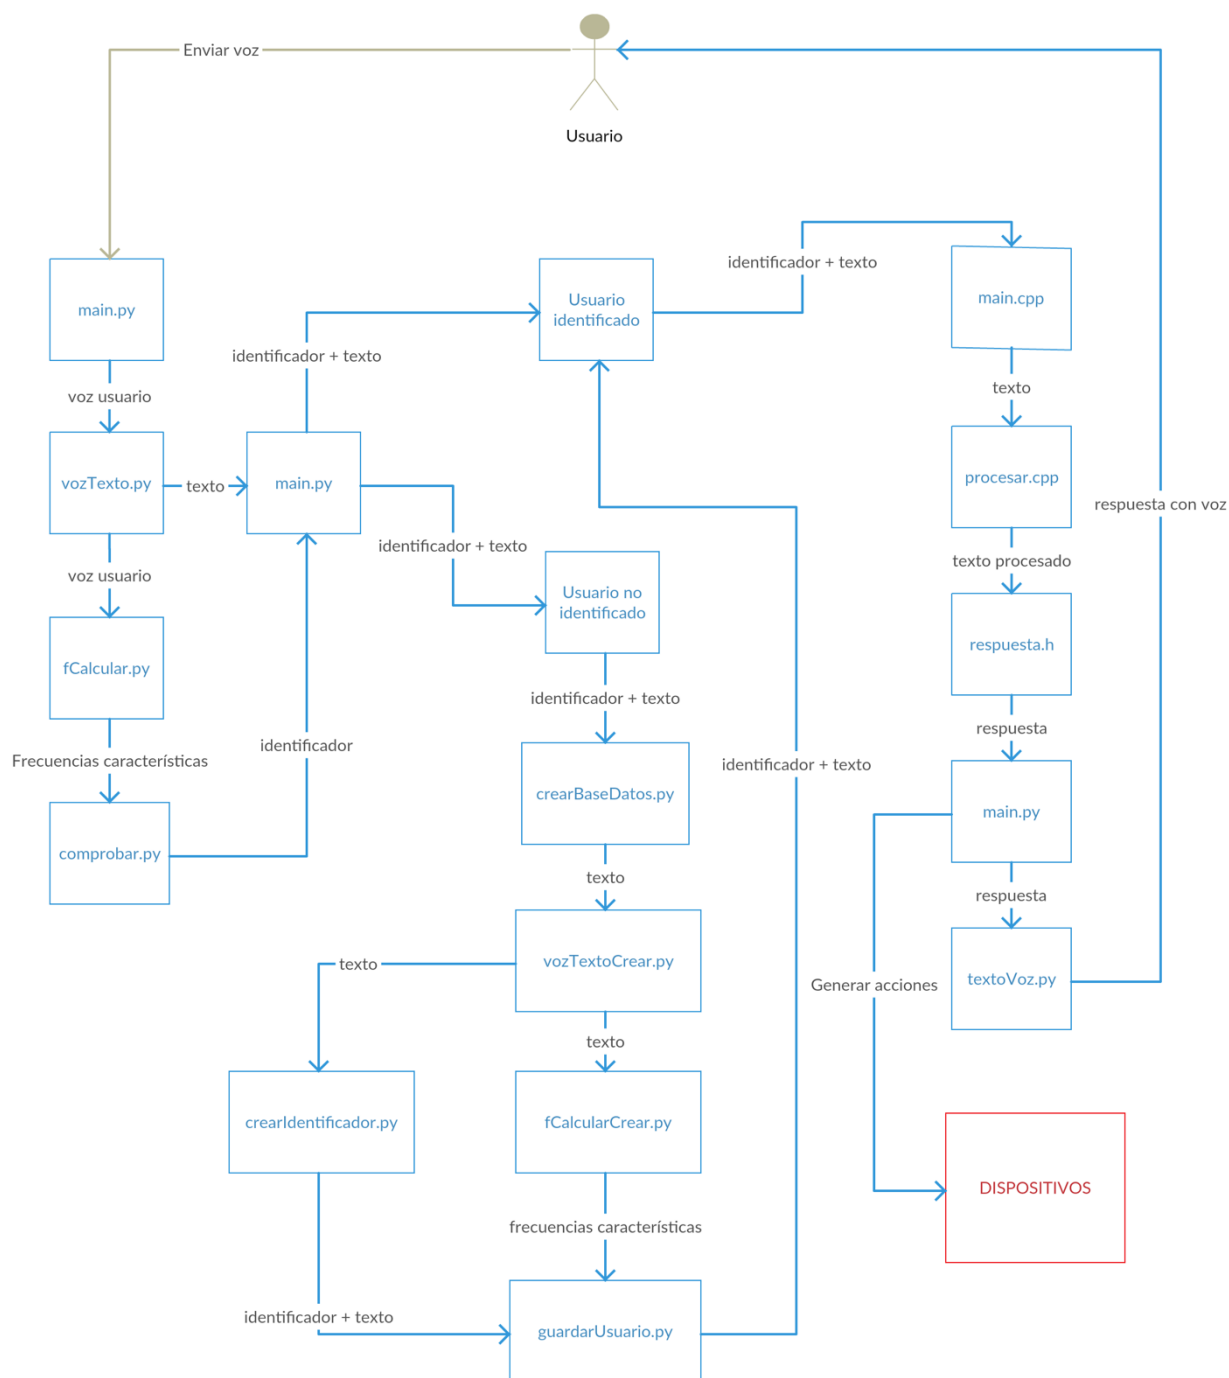 Enviar voz
Usuario
main.py
voz usuario
vozTexto.py
texto
voz usuario
fCalcular.py
Frecuencias características
comprobar.py
identificador
main.py
identificador + texto
Usuario
identificado
identificador + texto
Usuario no
identificado
identificador + texto
crearBaseDatos.py
texto
vozTextoCrear.py
texto
texto
crearIdentificador.py
fCalcularCrear.py
frecuencias características
identificador + texto
guardarUsuario.py
identificador + texto
identificador + texto
main.cpp
texto
procesar.cpp
texto procesado
respuesta.h
respuesta
main.py
respuesta
textoVoz.py
respuesta con voz
Generar acciones
DISPOSITIVOS